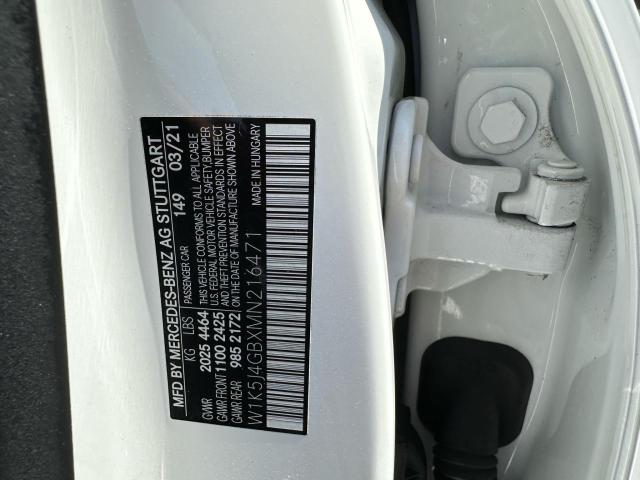 MFD BY MERCEDES-BENZ AG STUTTGART
149 03/21
KG LBS PASSENGER CAR
GVWR 2025 4464 THIS VEHICLE CONFORMS TO ALL APPLICABLE
GAWR FRONT 1100 2425 U.S. FEDERAL MOTOR VEHICLE SAFETY BUMPER
GAWR REAR 985 2172 AND THEFT PREVENTION STANDARDS IN EFFECT
ON THE DATE OF MANUFACTURE SHOWN ABOVE
W1K5J4GBXMN216471 MADE IN HUNGARY